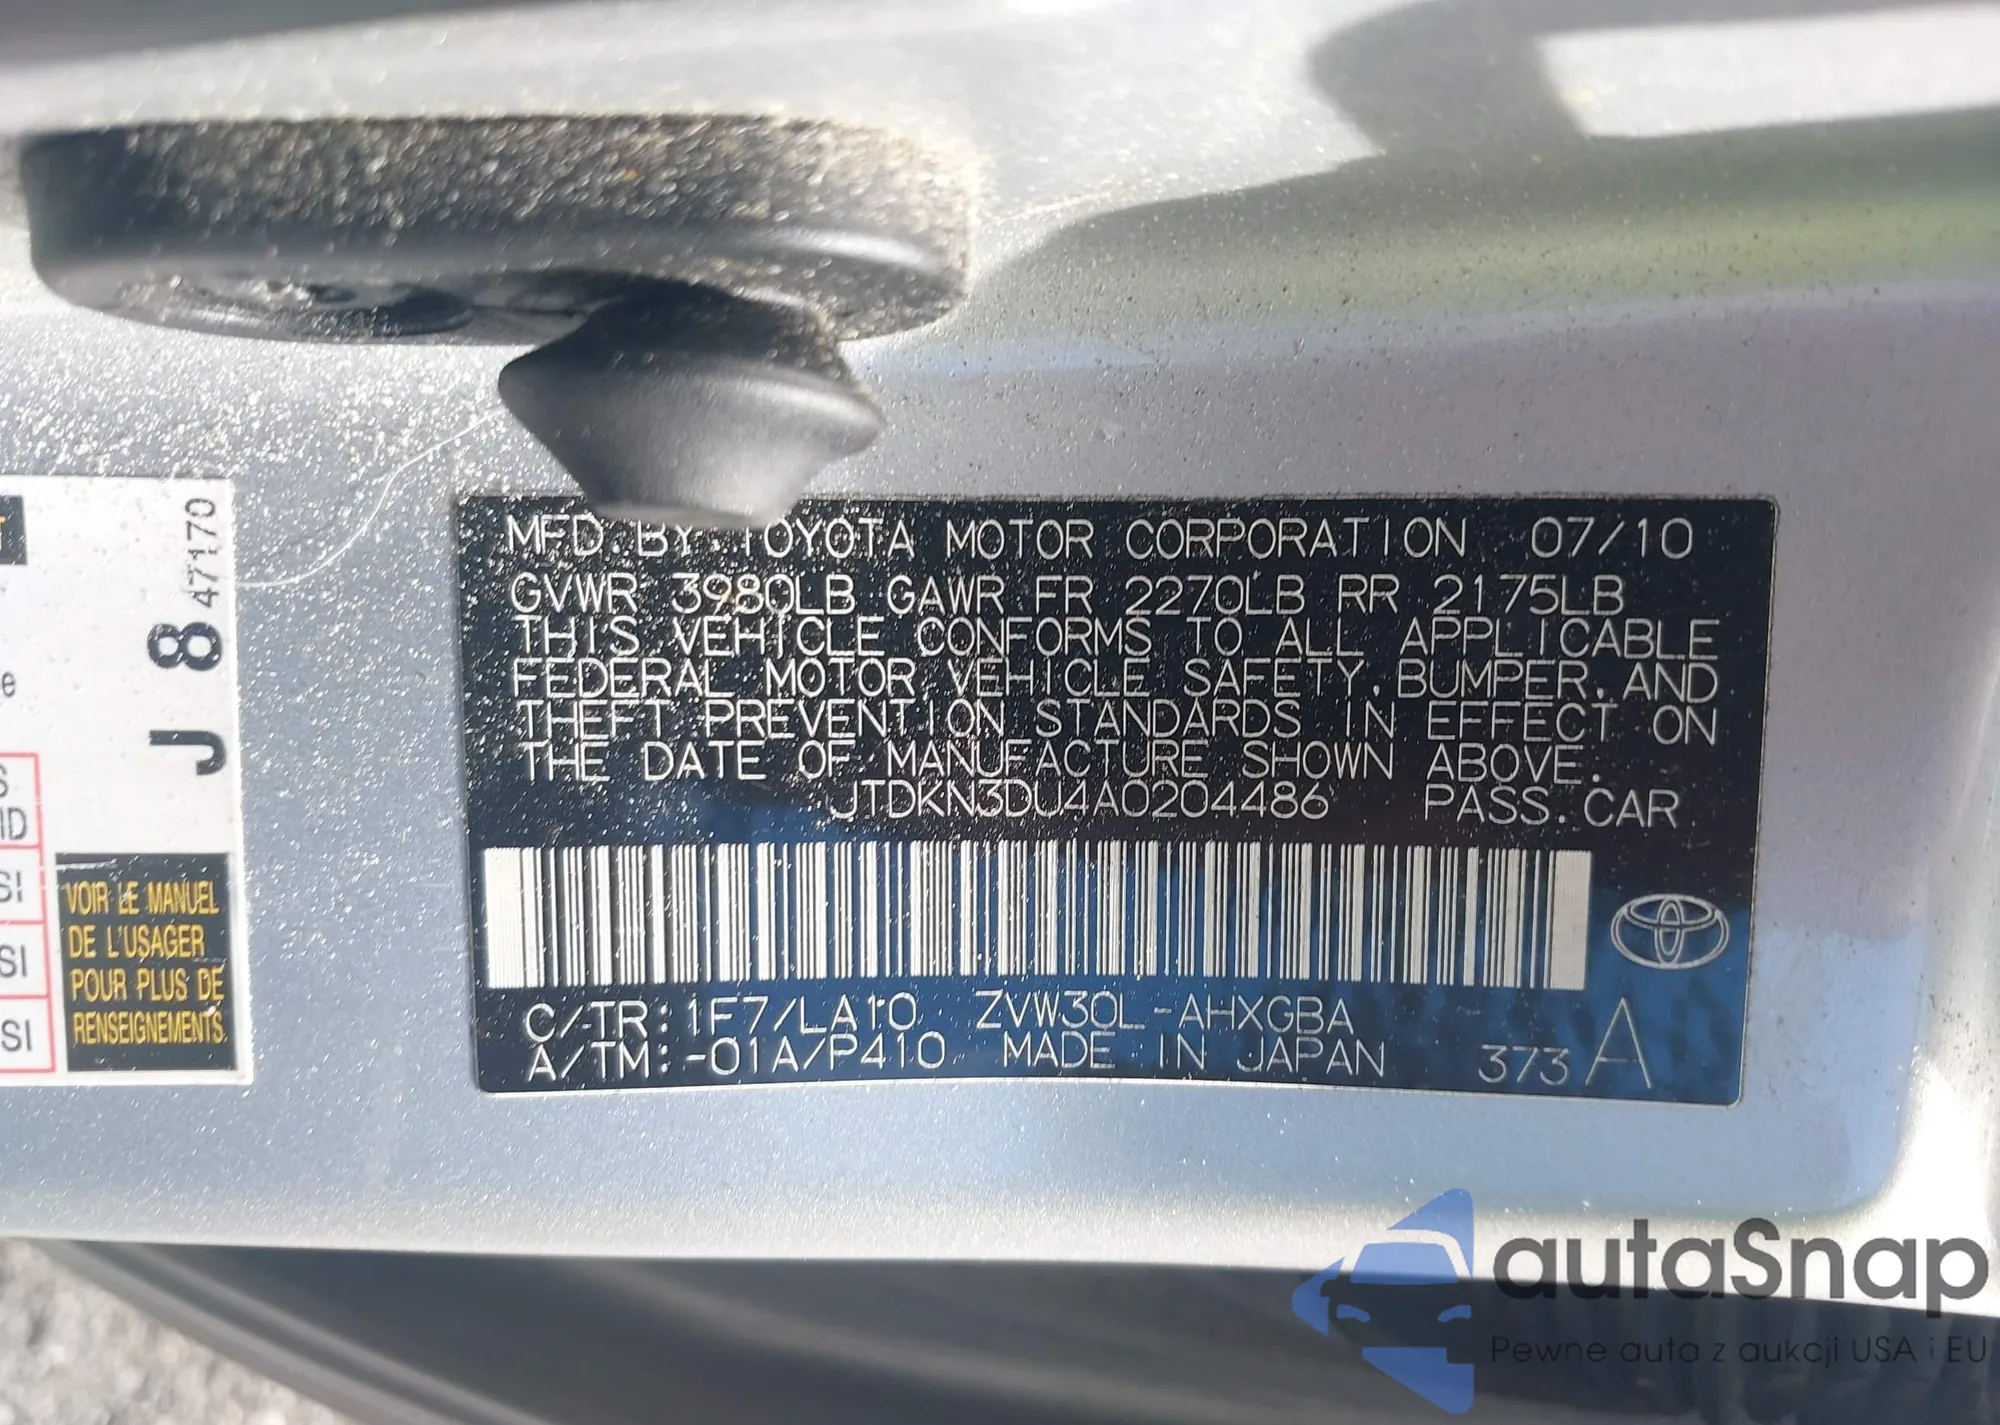 MFD. BY TOYOTA MOTOR CORPORATION 07/10
GVWR 3980LB GAWR FR 2270LB RR 2175LB
THIS VEHICLE CONFORMS TO ALL APPLICABLE
FEDERAL MOTOR VEHICLE SAFETY, BUMPER, AND
THEFT PREVENTION STANDARDS IN EFFECT ON
THE DATE OF MANUFACTURE SHOWN ABOVE.
JTDKN3DU4A0204486 PASS.CAR
C/TR:1F7/LA10 ZVW30L-AHXGBA
A/TM:-01A/P410 MADE IN JAPAN 373 A
J 8 47170
SI
SI
SI
VOIR LE MANUEL
DE L'USAGER
POUR PLUS DE
RENSEIGNEMENTS.
autaSnap
Pewne auta z aukcji USA i EU